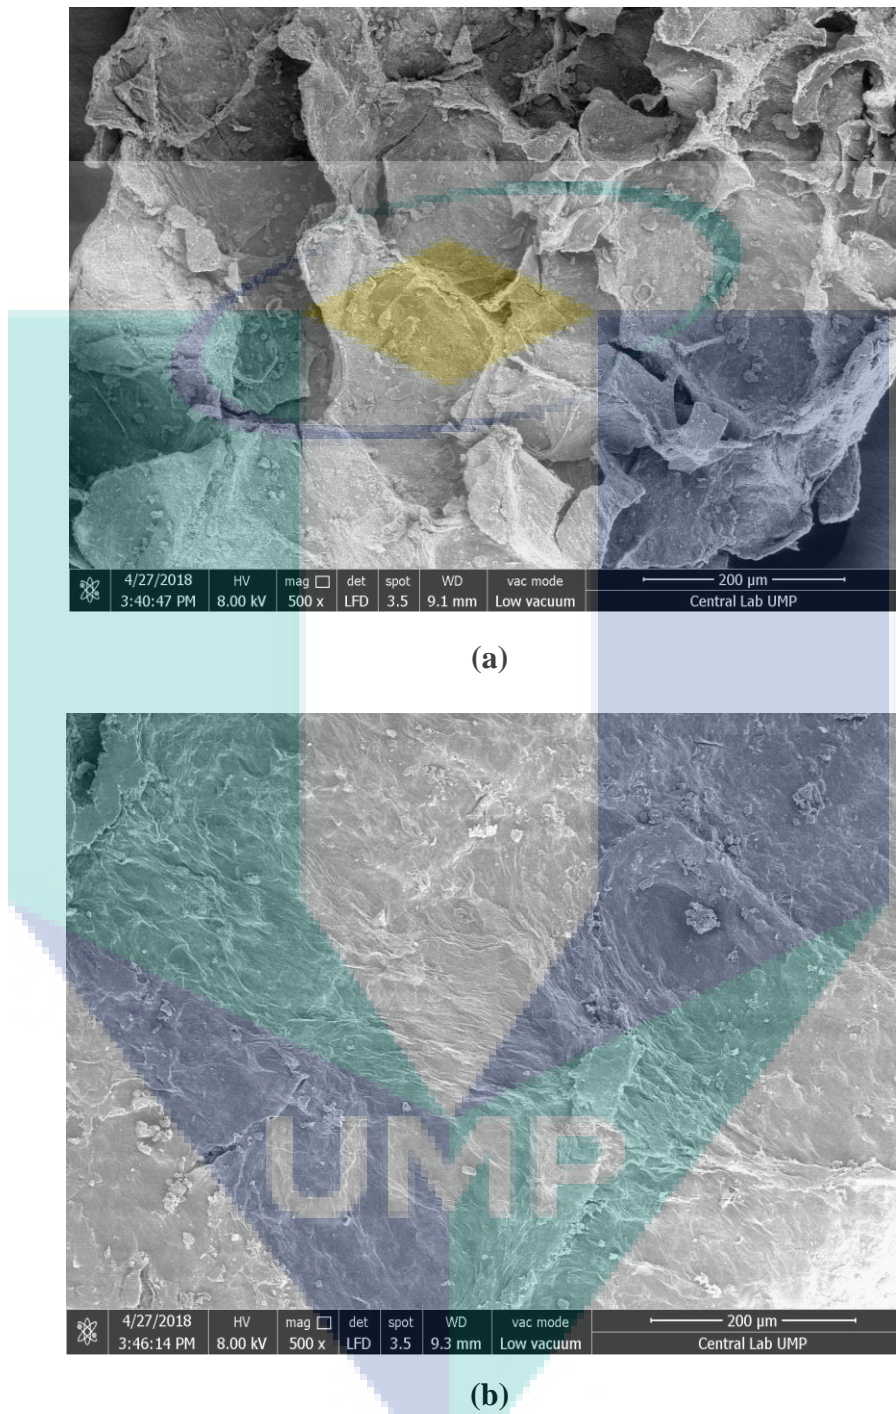 4/27/2018 HV mag det spot WD vac mode 200 µm
3:40:47 PM 8.00 kV 500 x LFD 3.5 9.1 mm Low vacuum Central Lab UMP
(a)
UMP
4/27/2018 HV mag det spot WD vac mode 200 µm
3:46:14 PM 8.00 kV 500 x LFD 3.5 9.3 mm Low vacuum Central Lab UMP
(b)